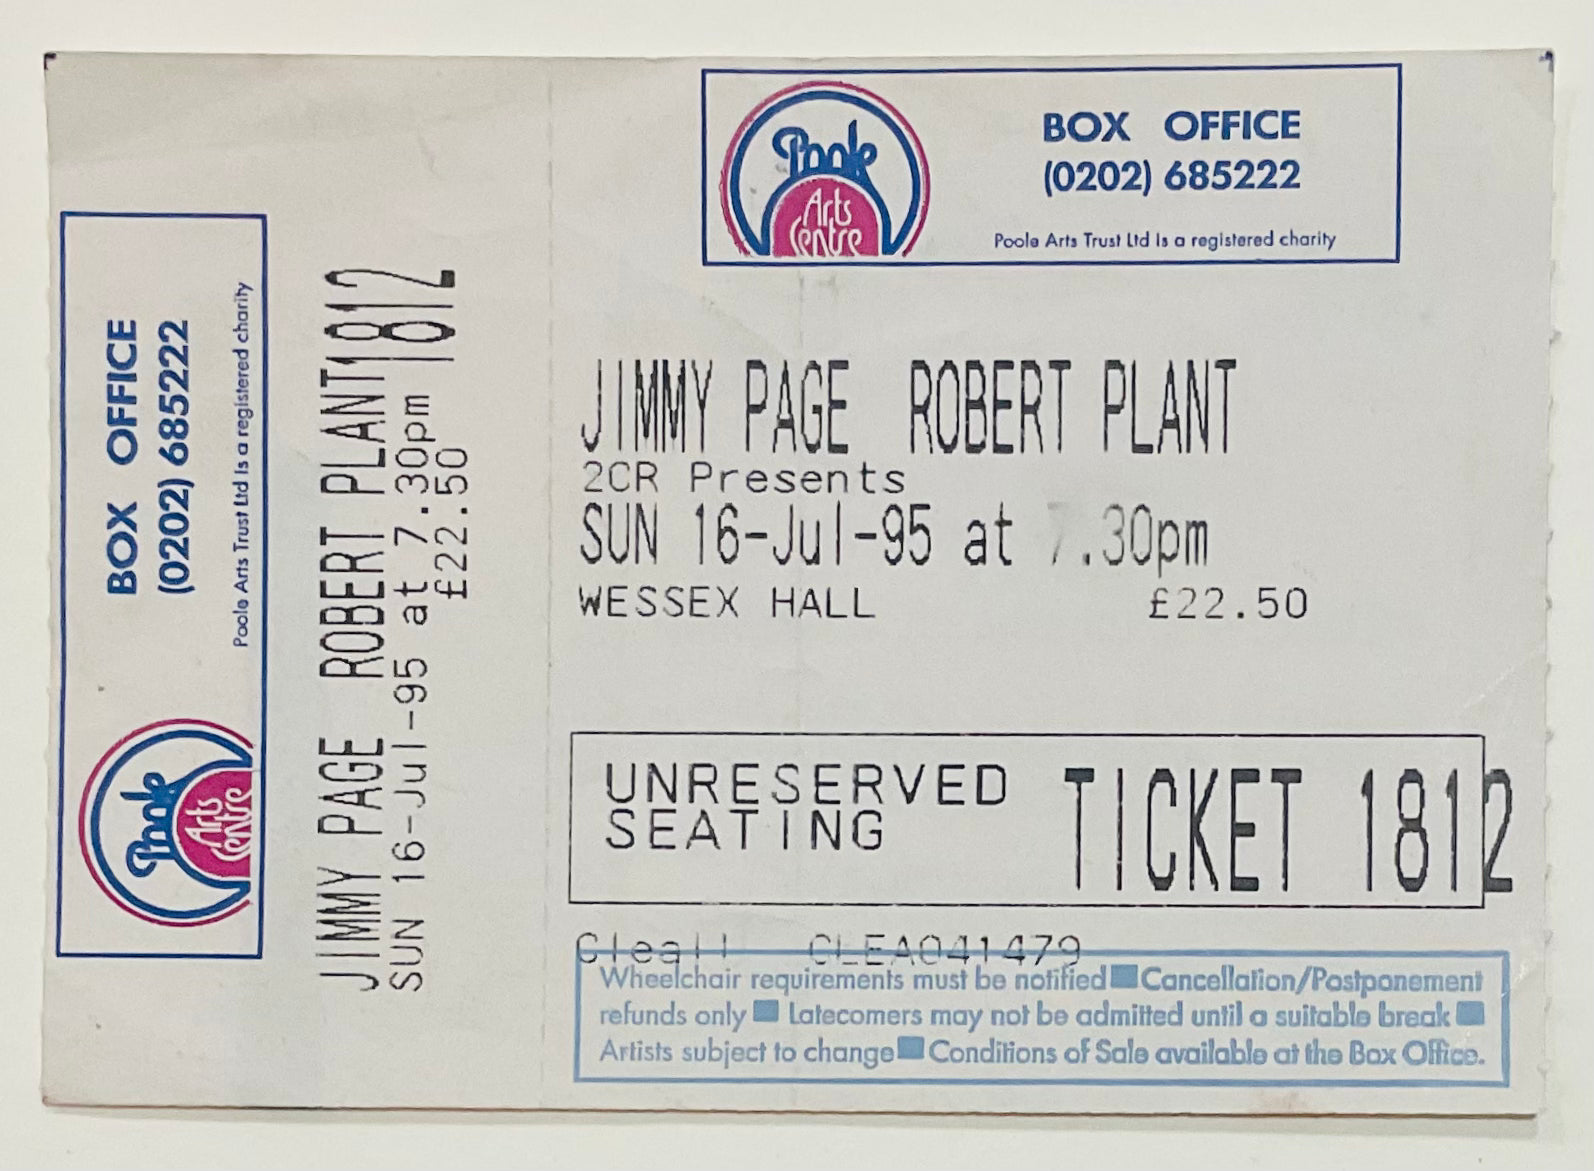 BOX OFFICE
(0202) 685222
Poole Arts Trust Ltd is a registered charity
Poole
Arts
Centre
JIMMY PAGE ROBERT PLANT1812
SUN 16-Jul-95 at 7.30pm 1812
£22.50
Poole
Arts
Centre
BOX OFFICE
(0202) 685222
Poole Arts Trust Ltd is a registered charity
JIMMY PAGE ROBERT PLANT
2CR Presents
SUN 16-Jul-95 at 7.30pm
WESSEX HALL £22.50
UNRESERVED
SEATING
TICKET 1812
Cleall CLEA041479
Wheelchair requirements must be notified ■ Cancellation/Postponement
refunds only ■ Latecomers may not be admitted until a suitable break ■
Artists subject to change ■ Conditions of Sale available at the Box Office.